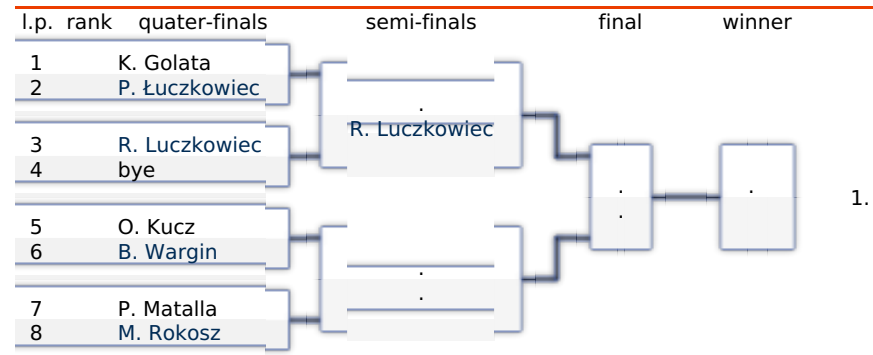 l.p. rank quater-finals semi-finals final winner
1 K. Golata
2 P. Łuczkowiec
.
R. Luczkowiec
3 R. Luczkowiec
4 bye
.
.
.
1.
5 O. Kucz
6 B. Wargin
.
.
7 P. Matalla
8 M. Rokosz